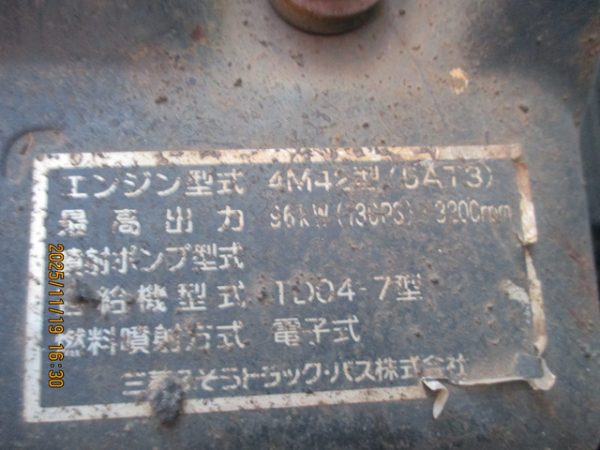 エンジン型式 4M42型(5AT3)
最高出力 96kW(130PS)/3200rpm
噴射ポンプ型式
給機型式 TD04-7型
燃料噴射方式 電子式
三菱ふそうトラック・バス株式会社
2025/11/19 16:30